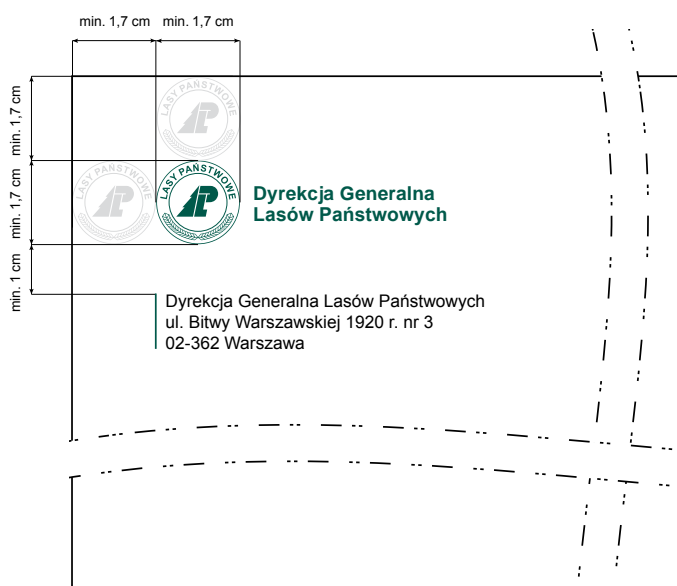 min. 1,7 cm
min. 1,7 cm
min. 1,7 cm
min. 1,7 cm
min. 1 cm
LASY PAŃSTWOWE
LASY PAŃSTWOWE
LASY PAŃSTWOWE
Dyrekcja Generalna
Lasów Państwowych
Dyrekcja Generalna Lasów Państwowych
ul. Bitwy Warszawskiej 1920 r. nr 3
02-362 Warszawa